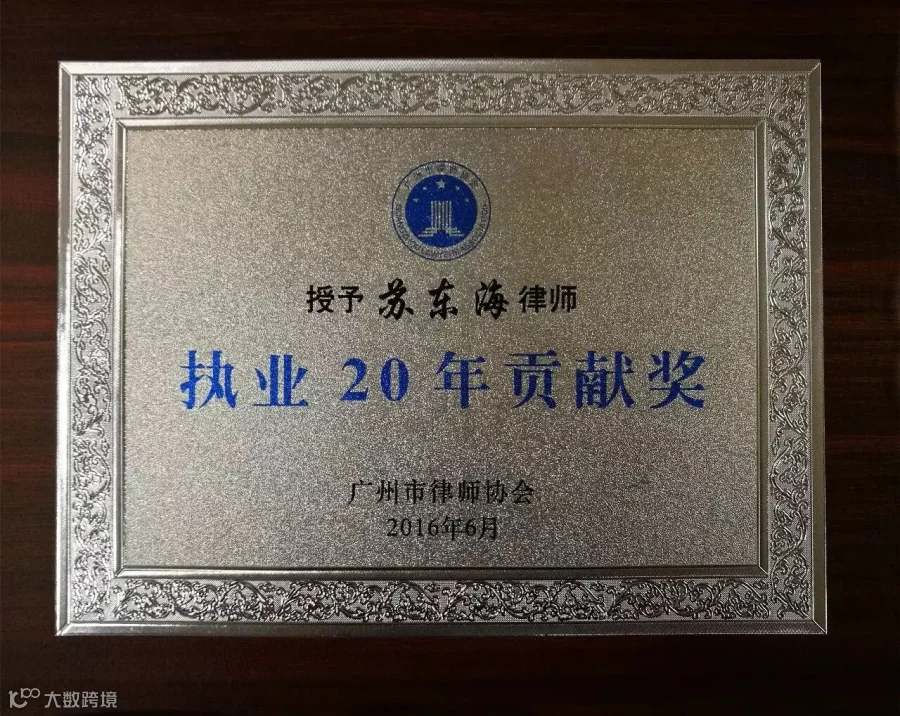 授予 苏东海 律师
执业 20 年贡献奖
广州市律师协会
2016年6月
大数跨境